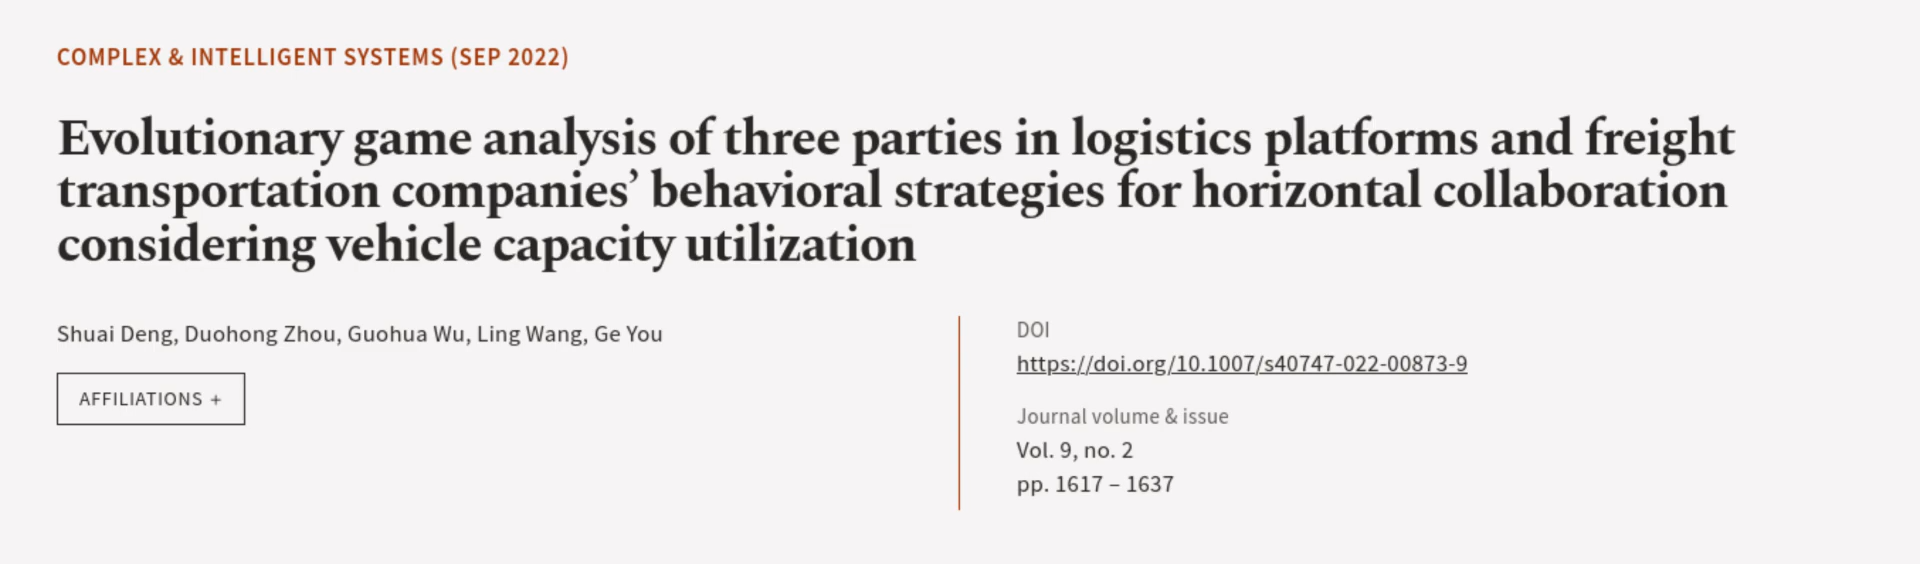 COMPLEX & INTELLIGENT SYSTEMS (SEP 2022)
Evolutionary game analysis of three parties in logistics platforms and freight
transportation companies’ behavioral strategies for horizontal collaboration
considering vehicle capacity utilization
Shuai Deng, Duohong Zhou, Guohua Wu, Ling Wang, Ge You
AFFILIATIONS +
DOI
https://doi.org/10.1007/s40747-022-00873-9
Journal volume & issue
Vol. 9, no. 2
pp. 1617 – 1637